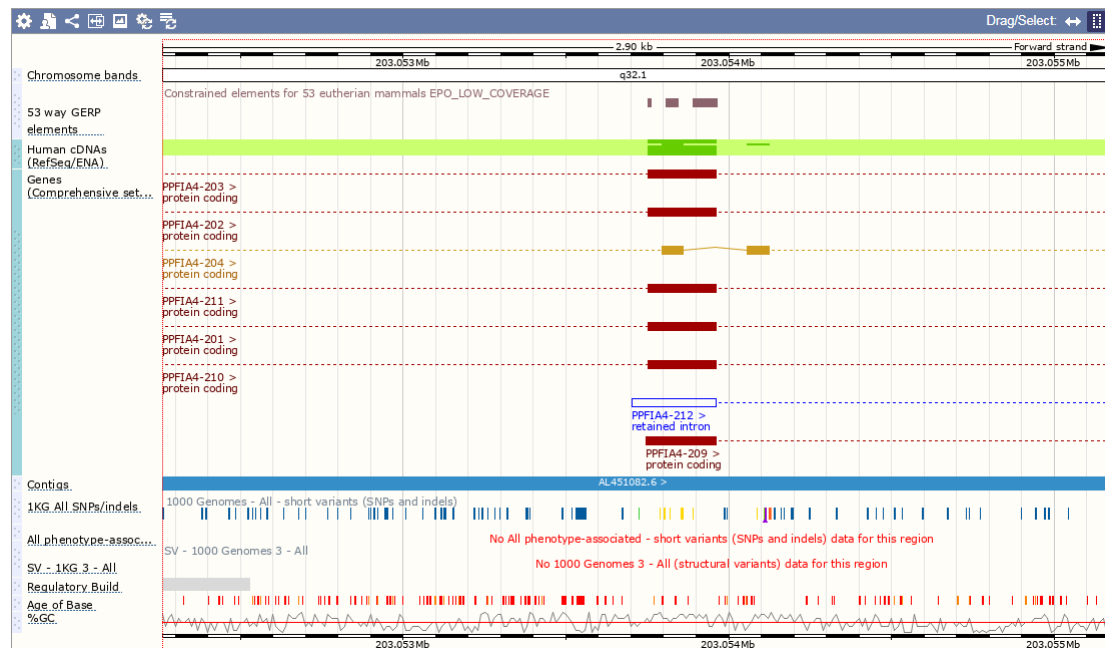 Drag/Select:
2.90 kb
Forward strand
203.053Mb
203.054Mb
203.055Mb
Chromosome bands
q32.1
Constrained elements for 53 eutherian mammals EPO_LOW_COVERAGE
53 way GERP
elements
Human cDNAs
(RefSeq/ENA)
Genes
(Comprehensive set...
PPFIA4-203 >
protein coding
PPFIA4-202 >
protein coding
PPFIA4-204 >
protein coding
PPFIA4-211 >
protein coding
PPFIA4-201 >
protein coding
PPFIA4-210 >
protein coding
PPFIA4-212 >
retained intron
PPFIA4-209 >
protein coding
Contigs
AL451082.6 >
1KG All SNPs/indels
1000 Genomes - All - short variants (SNPs and indels)
All phenotype-assoc...
No All phenotype-associated - short variants (SNPs and indels) data for this region
SV - 1000 Genomes 3 - All
SV - 1KG 3 - All
No 1000 Genomes 3 - All (structural variants) data for this region
Regulatory Build
Age of Base
%GC
203.053Mb
203.054Mb
203.055Mb